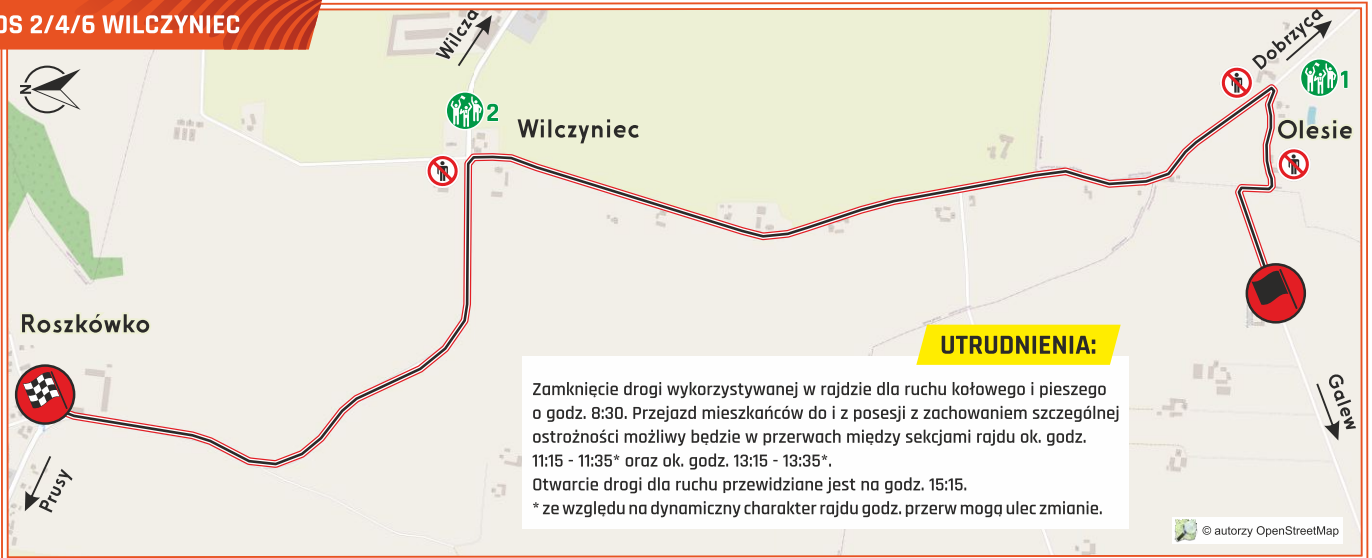 OS 2/4/6 WILCZYNIEC
Wilcza
Dobrzyca
N
1
2
Wilczyniec
Olesie
Roszkówko
UTRUDNIENIA:
Zamknięcie drogi wykorzystywanej w rajdzie dla ruchu kołowego i pieszego
o godz. 8:30. Przejazd mieszkańców do i z posesji z zachowaniem szczególnej
ostrożności możliwy będzie w przerwach między sekcjami rajdu ok. godz.
11:15 - 11:35* oraz ok. godz. 13:15 - 13:35*.
Otwarcie drogi dla ruchu przewidziane jest na godz. 15:15.
* ze względu na dynamiczny charakter rajdu godz. przerw mogą ulec zmianie.
Galew
Prusy
© autorzy OpenStreetMap